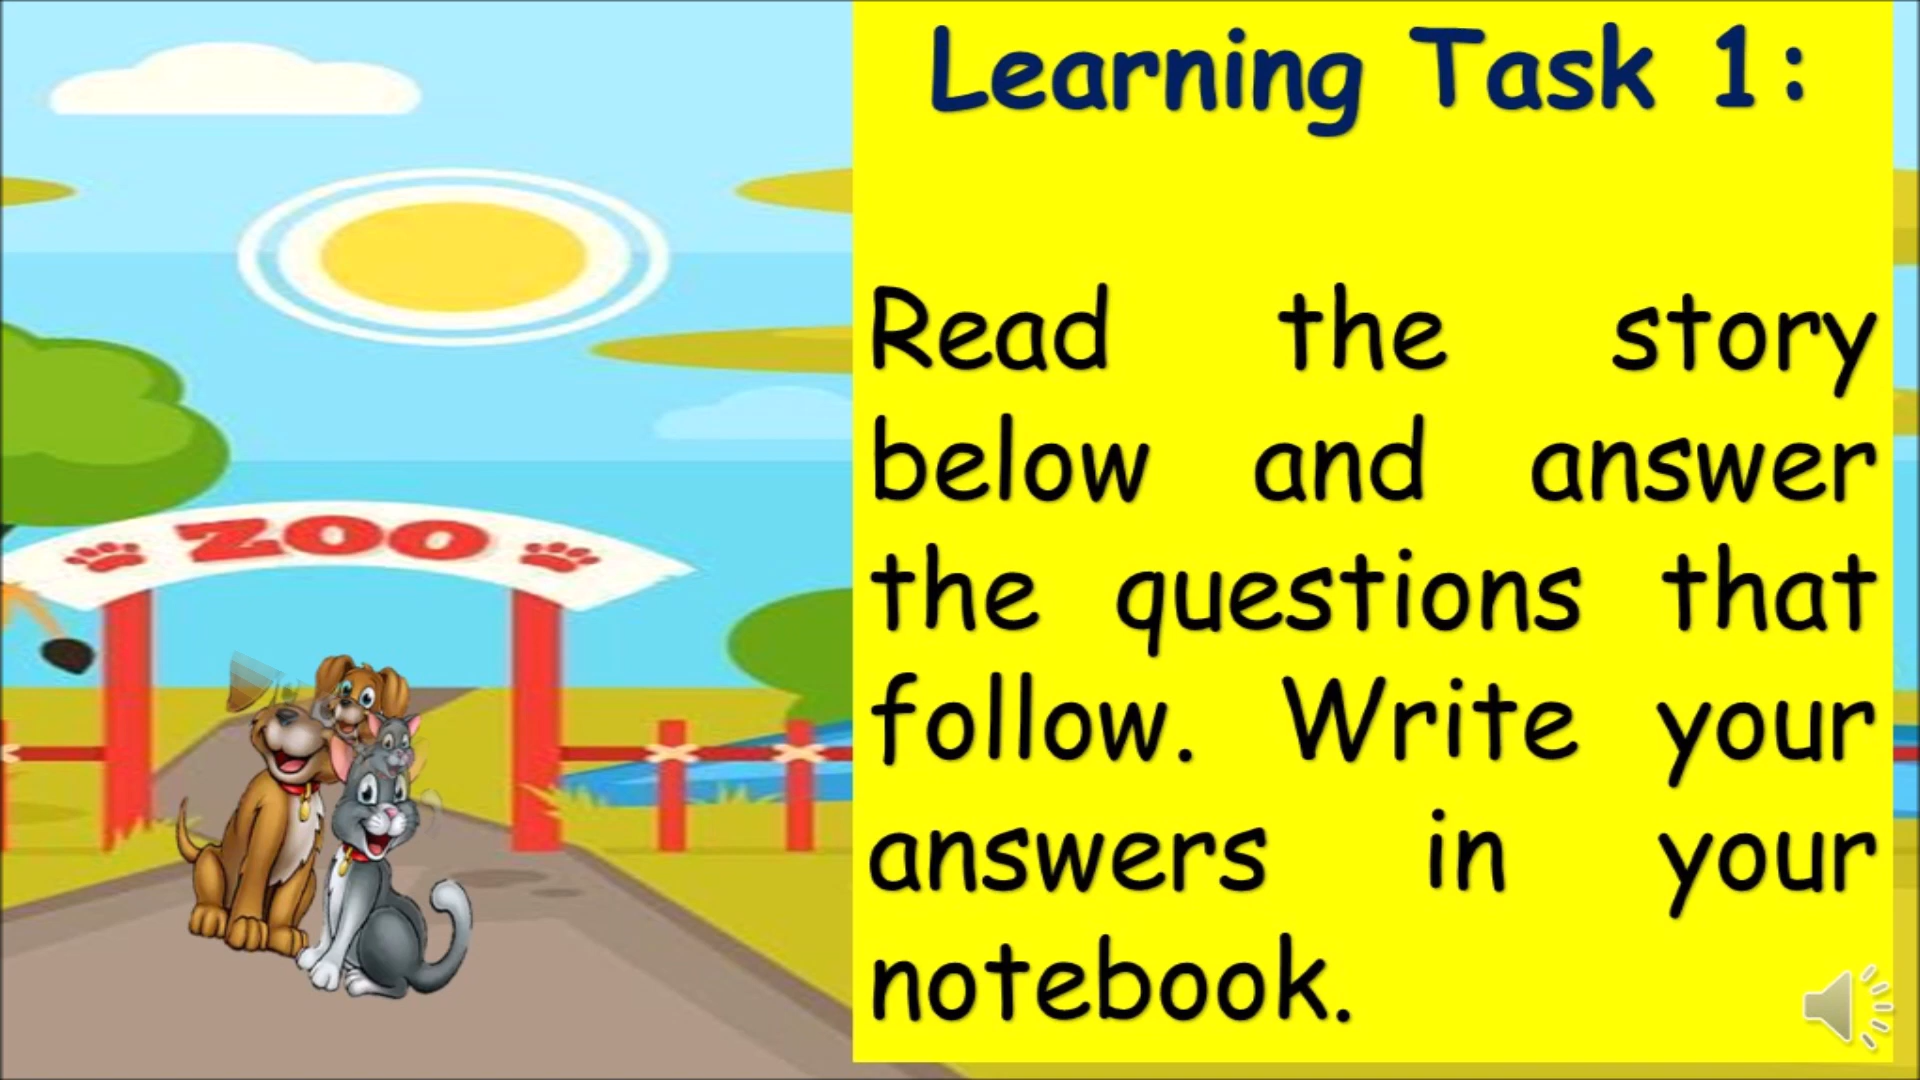 Learning Task 1:
Read the story
below and answer
the questions that
follow. Write your
answers in your
notebook.
ZOO